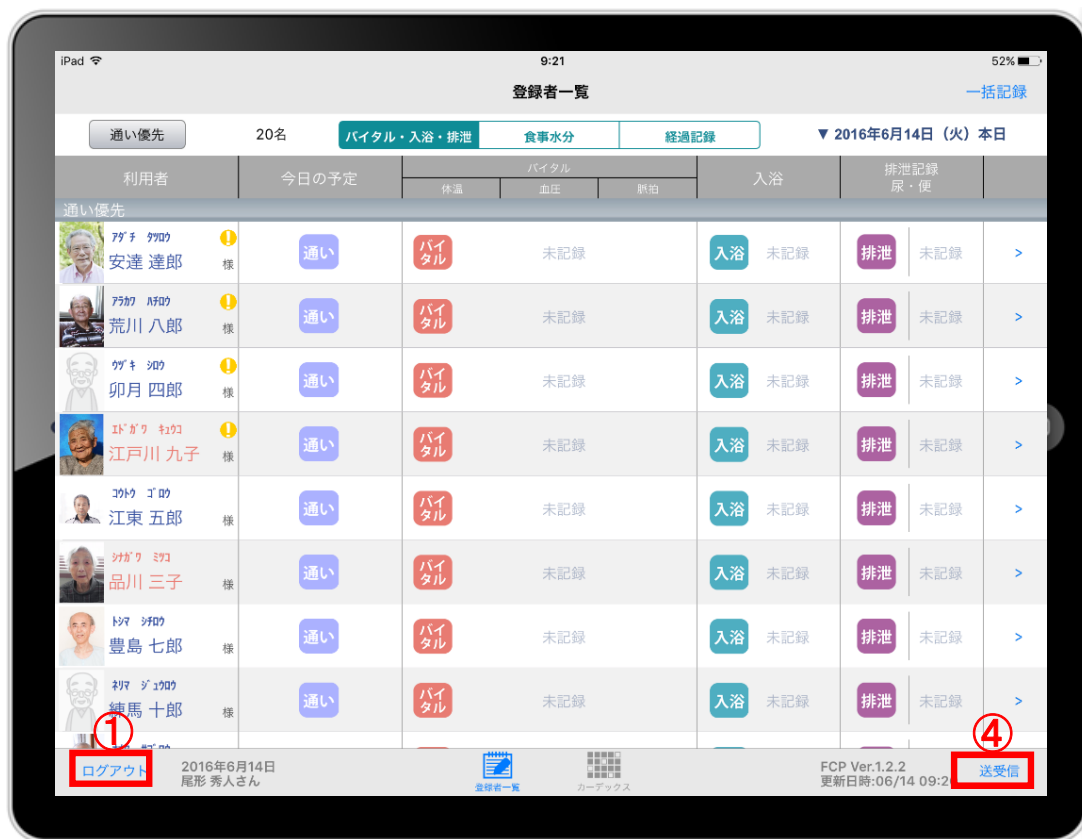 iPad 9:21 52%
登録者一覧 一括記録
通い優先 20名 バイタル・入浴・排泄 食事水分 経過記録 ▼ 2016年6月14日（火）本日
利用者 今日の予定 バイタル 入浴 排泄記録
体温 血圧 脈拍 尿・便
通い優先
ｱﾀﾞﾁ ﾀﾂﾛｳ
安達 達郎 様 通い バイタル 未記録 入浴 未記録 排泄 未記録 >
ｱﾗｶﾜ ﾊﾁﾛｳ
荒川 八郎 様 通い バイタル 未記録 入浴 未記録 排泄 未記録 >
ｳﾂﾞｷ ｼﾛｳ
卯月 四郎 様 通い バイタル 未記録 入浴 未記録 排泄 未記録 >
ｴﾄﾞｶﾞﾜ ｷｭｳｺ
江戸川 九子 様 通い バイタル 未記録 入浴 未記録 排泄 未記録 >
ｺｳﾄｳ ｺﾞﾛｳ
江東 五郎 様 通い バイタル 未記録 入浴 未記録 排泄 未記録 >
ｼﾅｶﾞﾜ ﾐﾂｺ
品川 三子 様 通い バイタル 未記録 入浴 未記録 排泄 未記録 >
ﾄｼﾏ ｼﾁﾛｳ
豊島 七郎 様 通い バイタル 未記録 入浴 未記録 排泄 未記録 >
ﾈﾘﾏ ｼﾞｭｳﾛｳ
練馬 十郎 様 通い バイタル 未記録 入浴 未記録 排泄 未記録 >
① ④
ログアウト 2016年6月14日 FCP Ver.1.2.2 送受信
尾形 秀人さん 登録者一覧 カーデックス 更新日時:06/14 09:2